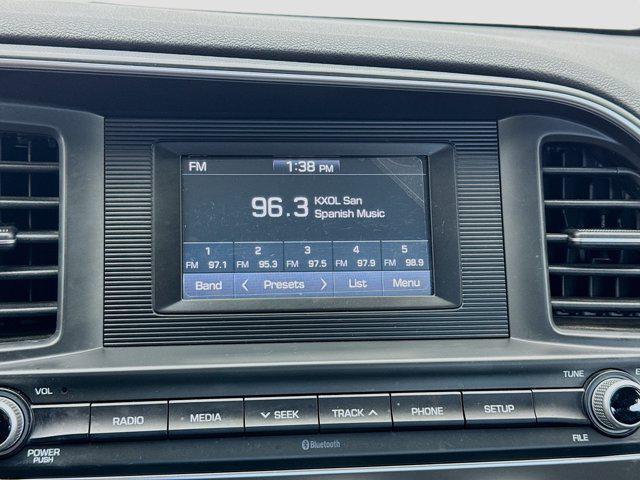 FM 1:38 PM
96.3 KXOL San
Spanish Music
1 2 3 4 5
FM 97.1 FM 95.3 FM 97.5 FM 97.9 FM 98.9
Band < Presets > List Menu
VOL TUNE
RADIO MEDIA SEEK TRACK PHONE SETUP
POWER
PUSH
Bluetooth FILE